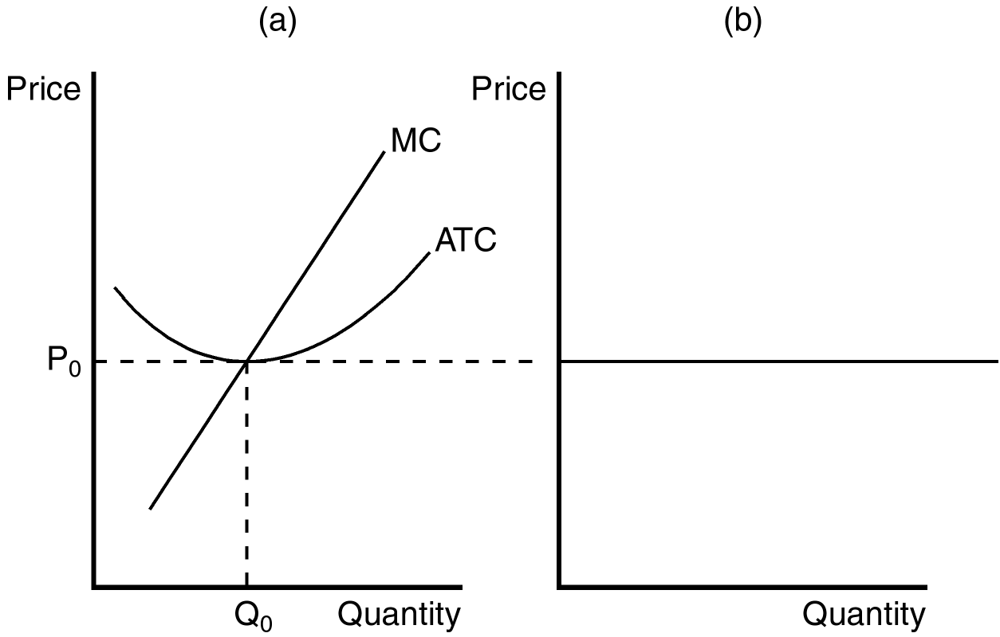 (a)
Price
MC
ATC
P₀
Q₀
Quantity
(b)
Price
Quantity